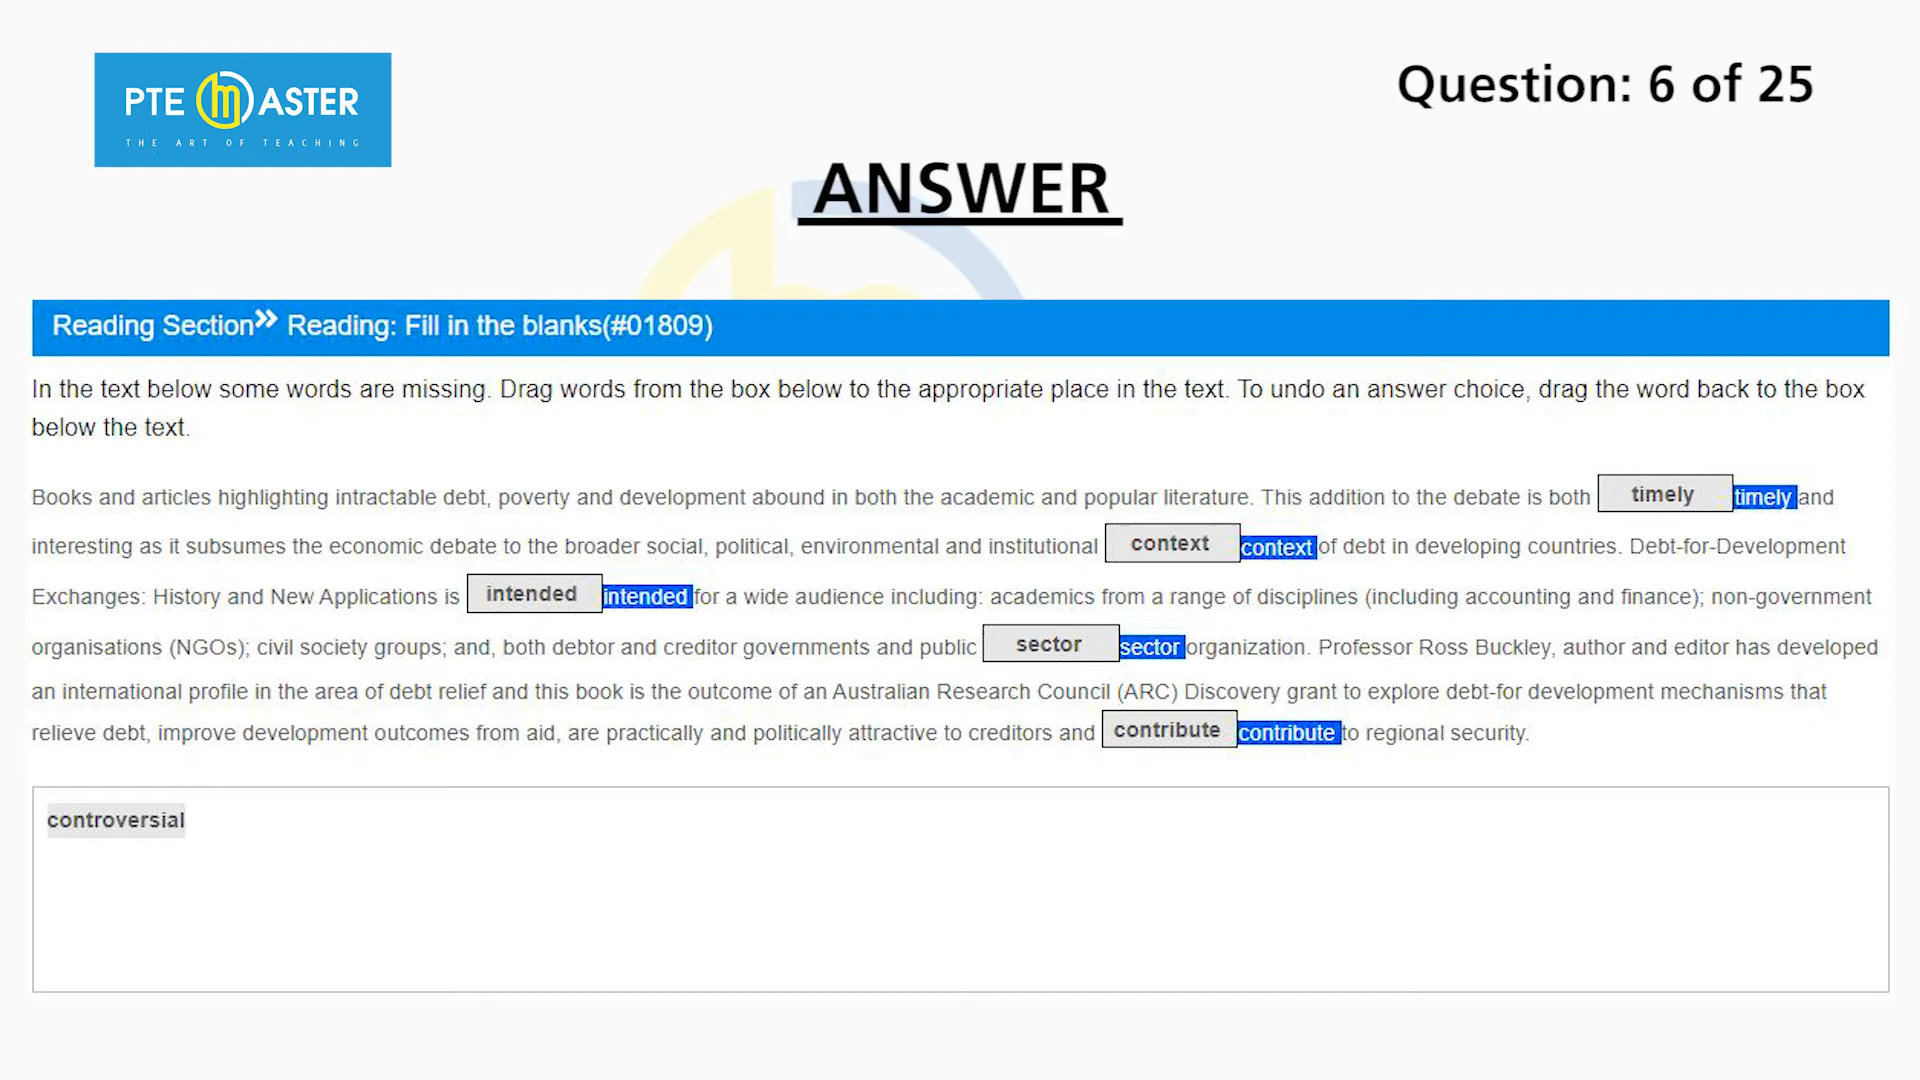 PTE MASTER
THE ART OF TEACHING
Question: 6 of 25
ANSWER
Reading Section» Reading: Fill in the blanks(#01809)
In the text below some words are missing. Drag words from the box below to the appropriate place in the text. To undo an answer choice, drag the word back to the box
below the text.
Books and articles highlighting intractable debt, poverty and development abound in both the academic and popular literature. This addition to the debate is both timely timely and
interesting as it subsumes the economic debate to the broader social, political, environmental and institutional context context of debt in developing countries. Debt-for-Development
Exchanges: History and New Applications is intended intended for a wide audience including: academics from a range of disciplines (including accounting and finance); non-government
organisations (NGOs); civil society groups; and, both debtor and creditor governments and public sector sector organization. Professor Ross Buckley, author and editor has developed
an international profile in the area of debt relief and this book is the outcome of an Australian Research Council (ARC) Discovery grant to explore debt-for development mechanisms that
relieve debt, improve development outcomes from aid, are practically and politically attractive to creditors and contribute contribute to regional security.
controversial